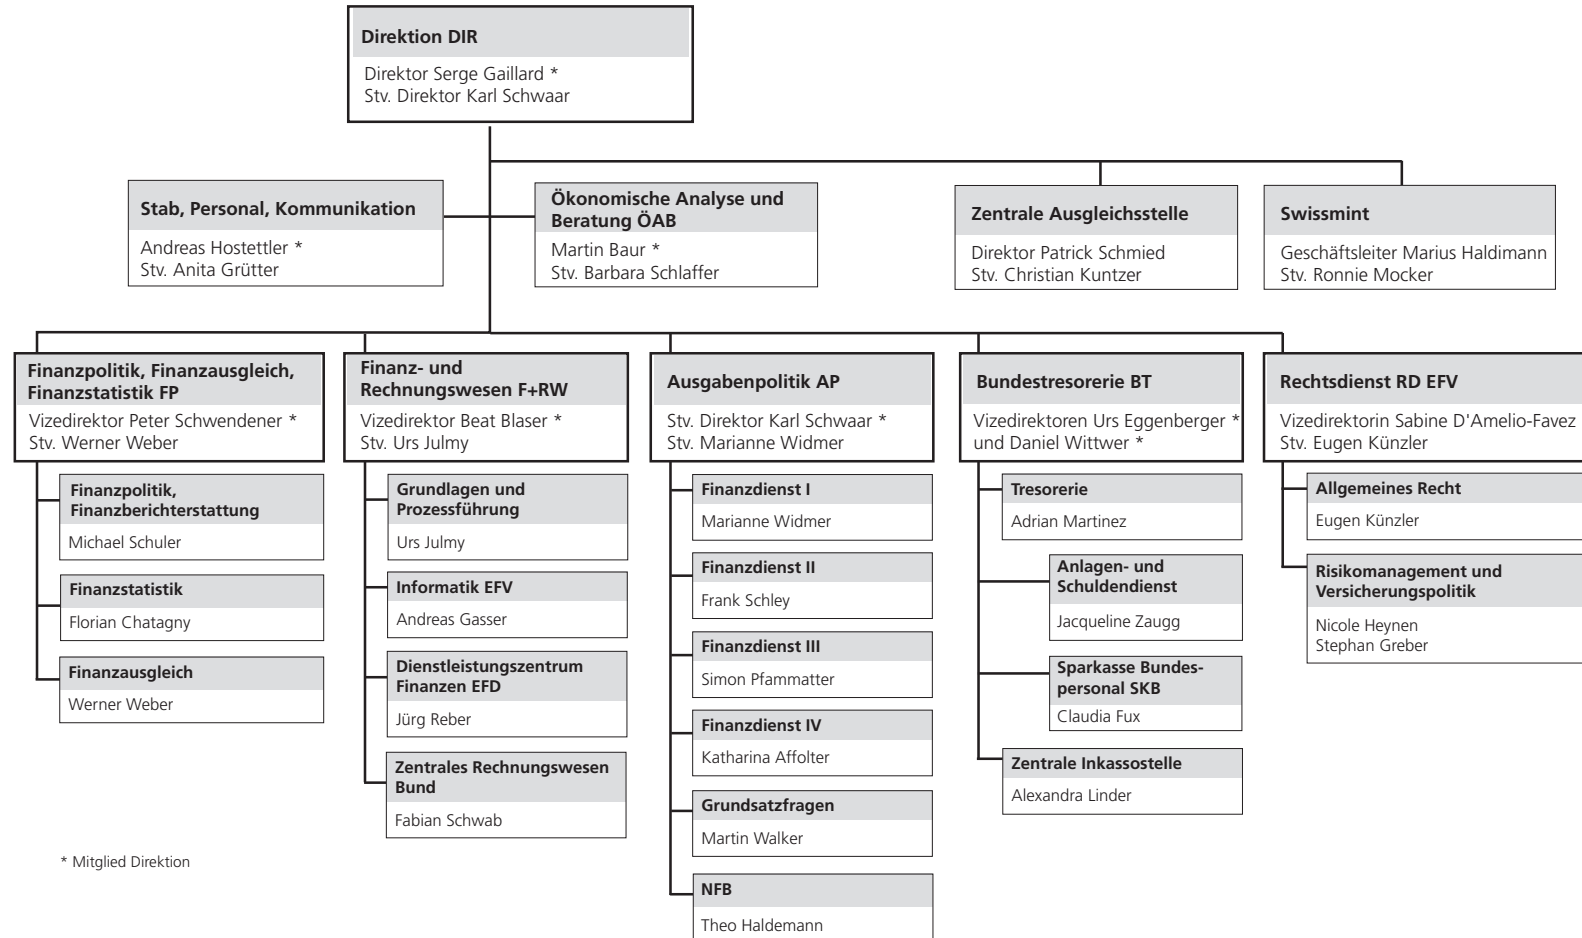 Direktion DIR
Direktor Serge Gaillard *
Stv. Direktor Karl Schwaar
Stab, Personal, Kommunikation
Andreas Hostettler *
Stv. Anita Grütter
Ökonomische Analyse und
Beratung ÖAB
Martin Baur *
Stv. Barbara Schlaffer
Zentrale Ausgleichsstelle
Direktor Patrick Schmied
Stv. Christian Kuntzer
Swissmint
Geschäftsleiter Marius Haldimann
Stv. Ronnie Mocker
Finanzpolitik, Finanzausgleich,
Finanzstatistik FP
Vizedirektor Peter Schwendener *
Stv. Werner Weber
Finanzpolitik,
Finanzberichterstattung
Michael Schuler
Finanzstatistik
Florian Chatagny
Finanzausgleich
Werner Weber
Finanz- und
Rechnungswesen F+RW
Vizedirektor Beat Blaser *
Stv. Urs Julmy
Grundlagen und
Prozessführung
Urs Julmy
Informatik EFV
Andreas Gasser
Dienstleistungszentrum
Finanzen EFD
Jürg Reber
Zentrales Rechnungswesen
Bund
Fabian Schwab
Ausgabenpolitik AP
Stv. Direktor Karl Schwaar *
Stv. Marianne Widmer
Finanzdienst I
Marianne Widmer
Finanzdienst II
Frank Schley
Finanzdienst III
Simon Pfammatter
Finanzdienst IV
Katharina Affolter
Grundsatzfragen
Martin Walker
NFB
Theo Haldemann
Bundestresorerie BT
Vizedirektoren Urs Eggenberger *
und Daniel Wittwer *
Tresorerie
Adrian Martinez
Anlagen- und
Schuldendienst
Jacqueline Zaugg
Sparkasse Bundes-
personal SKB
Claudia Fux
Zentrale Inkassostelle
Alexandra Linder
Rechtsdienst RD EFV
Vizedirektorin Sabine D'Amelio-Favez
Stv. Eugen Künzler
Allgemeines Recht
Eugen Künzler
Risikomanagement und
Versicherungspolitik
Nicole Heynen
Stephan Greber
* Mitglied Direktion